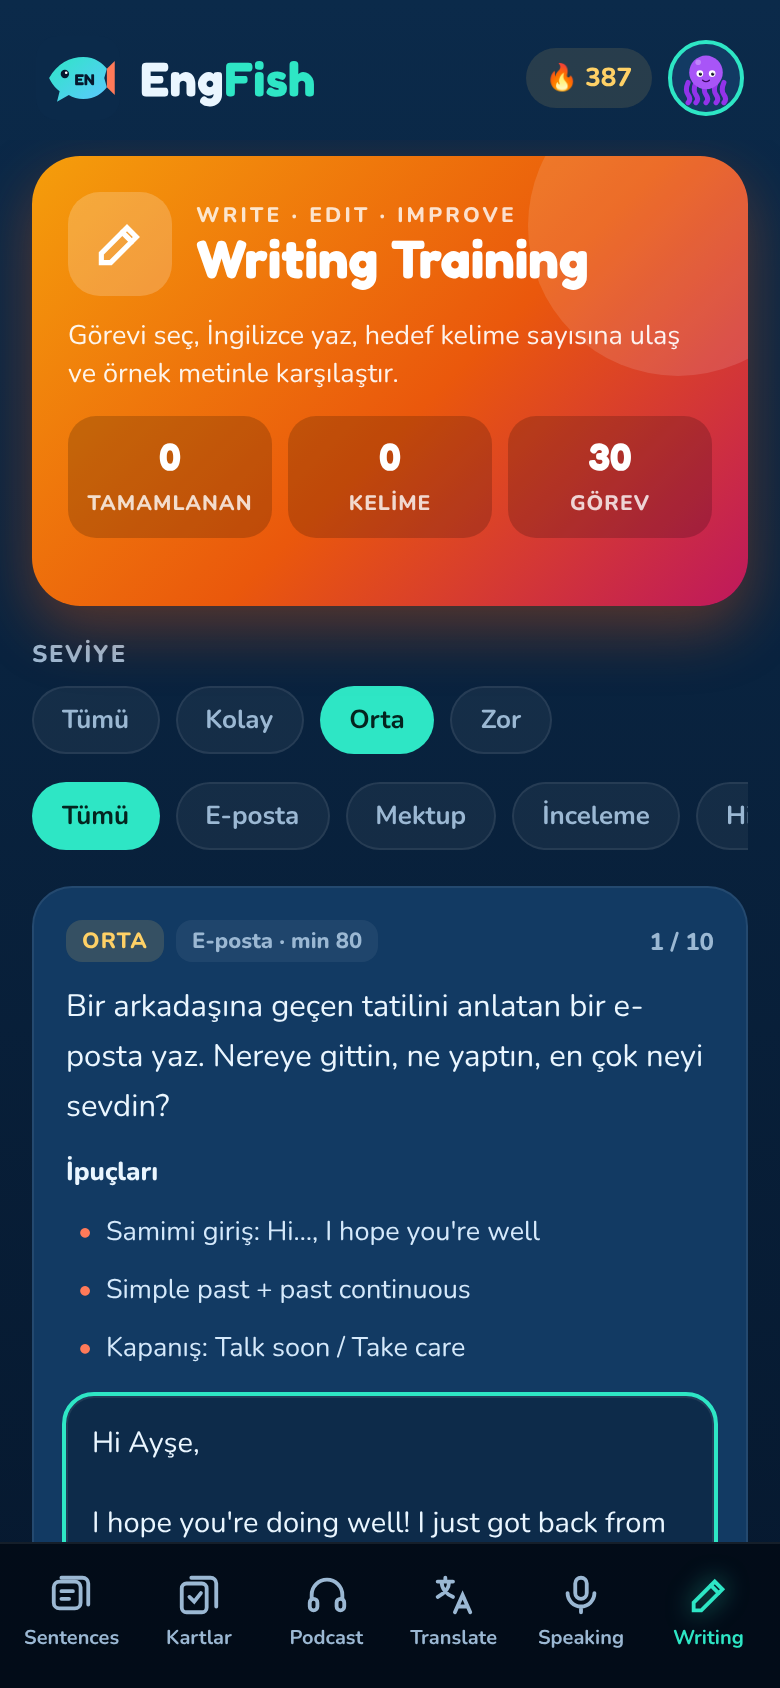 EN
EngFish
387
WRITE · EDIT · IMPROVE
Writing Training
Görevi seç, İngilizce yaz, hedef kelime sayısına ulaş
ve örnek metinle karşılaştır.
0
TAMAMLANAN
0
KELİME
30
GÖREV
SEVİYE
Tümü
Kolay
Orta
Zor
Tümü
E-posta
Mektup
İnceleme
ORTA
E-posta · min 80
1 / 10
Bir arkadaşına geçen tatilini anlatan bir e-
posta yaz. Nereye gittin, ne yaptın, en çok neyi
sevdin?
İpuçları
Samimi giriş: Hi..., I hope you're well
Simple past + past continuous
Kapanış: Talk soon / Take care
Hi Ayşe,
I hope you're doing well! I just got back from
Sentences
Kartlar
Podcast
Translate
Speaking
Writing